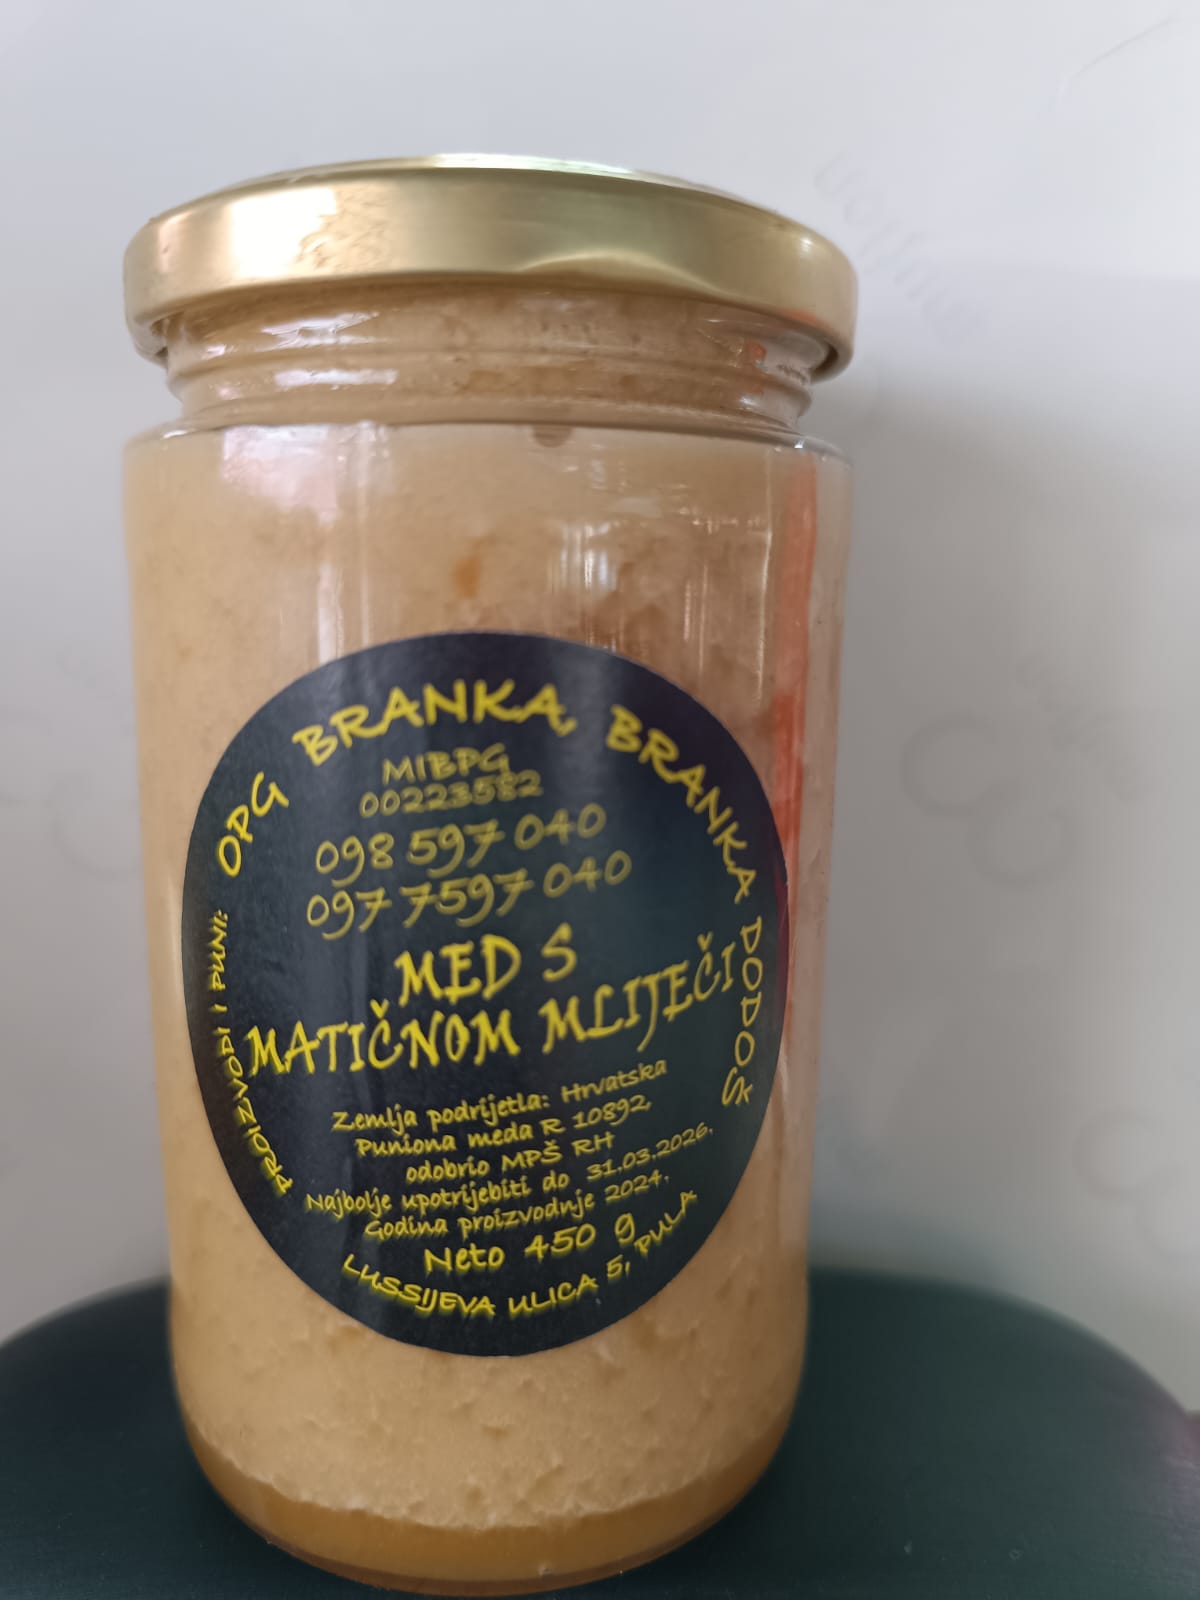 PROIZVODI I PUNI: OPG BRANKA, BRANKA DODOŠ
MIBPG
00223582
098 597 040
097 7597 040
MED S
MATIČNOM MLIJEČI
Zemlja podrijetla: Hrvatska
Puniona meda R 10892,
odobrio MPŠ RH
Najbolje upotrijebiti do 31.03.2026.
Godina proizvodnje 2024.
Neto 450 g
LUSSIJEVA ULICA 5, PULA